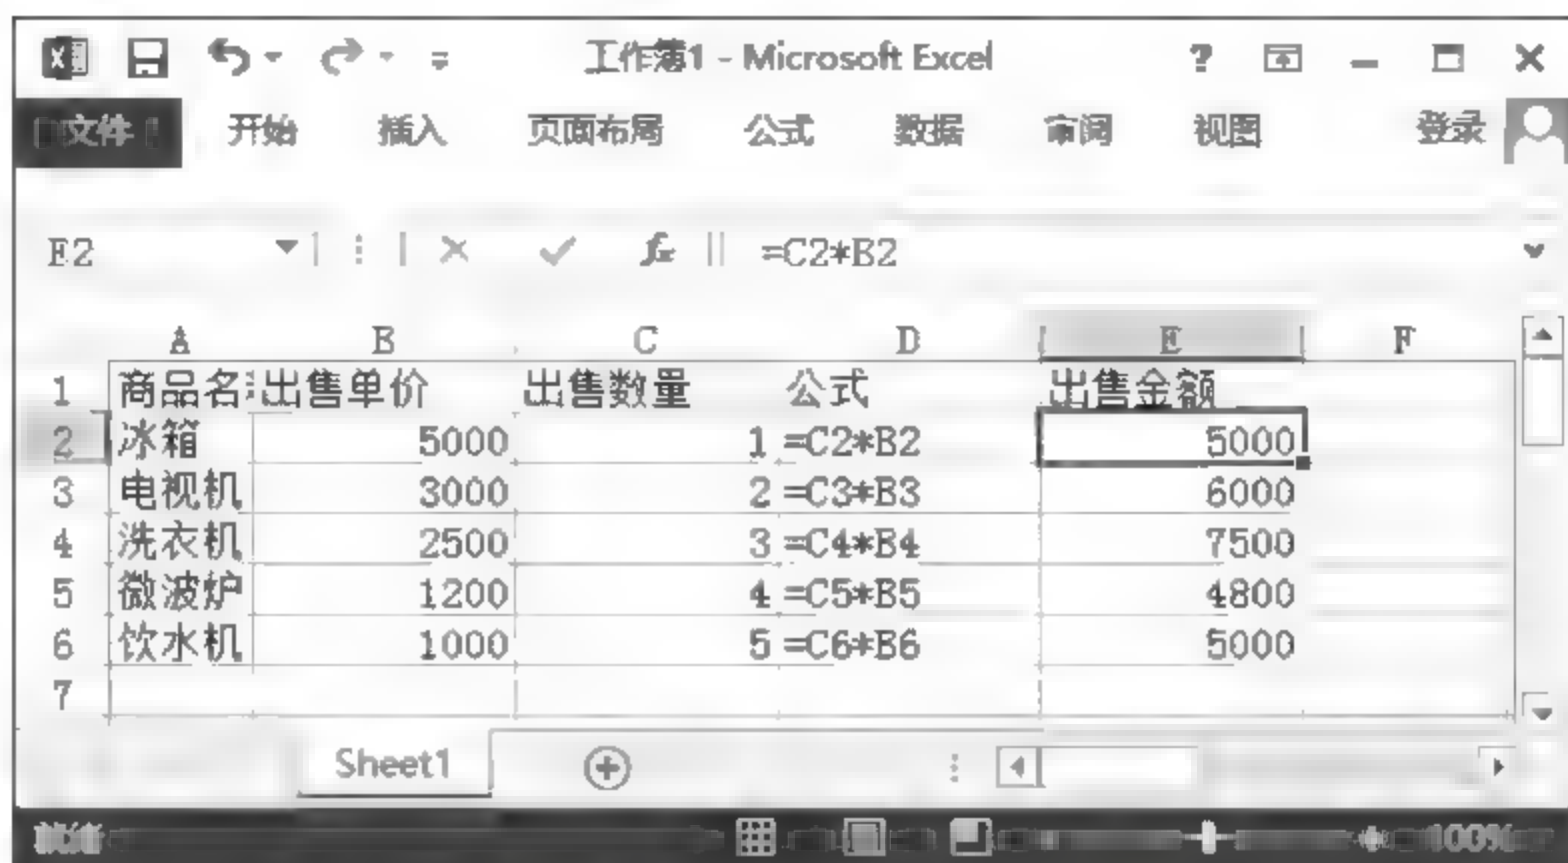 工作簿1 - Microsoft Excel
文件 开始 插入 页面布局 公式 数据 审阅 视图 登录
E2 fx =C2*B2
A B C D E F
1 商品名 出售单价 出售数量 公式 出售金额
2 冰箱 5000 1 =C2*B2 5000
3 电视机 3000 2 =C3*B3 6000
4 洗衣机 2500 3 =C4*B4 7500
5 微波炉 1200 4 =C5*B5 4800
6 饮水机 1000 5 =C6*B6 5000
7
Sheet1
就绪 100%